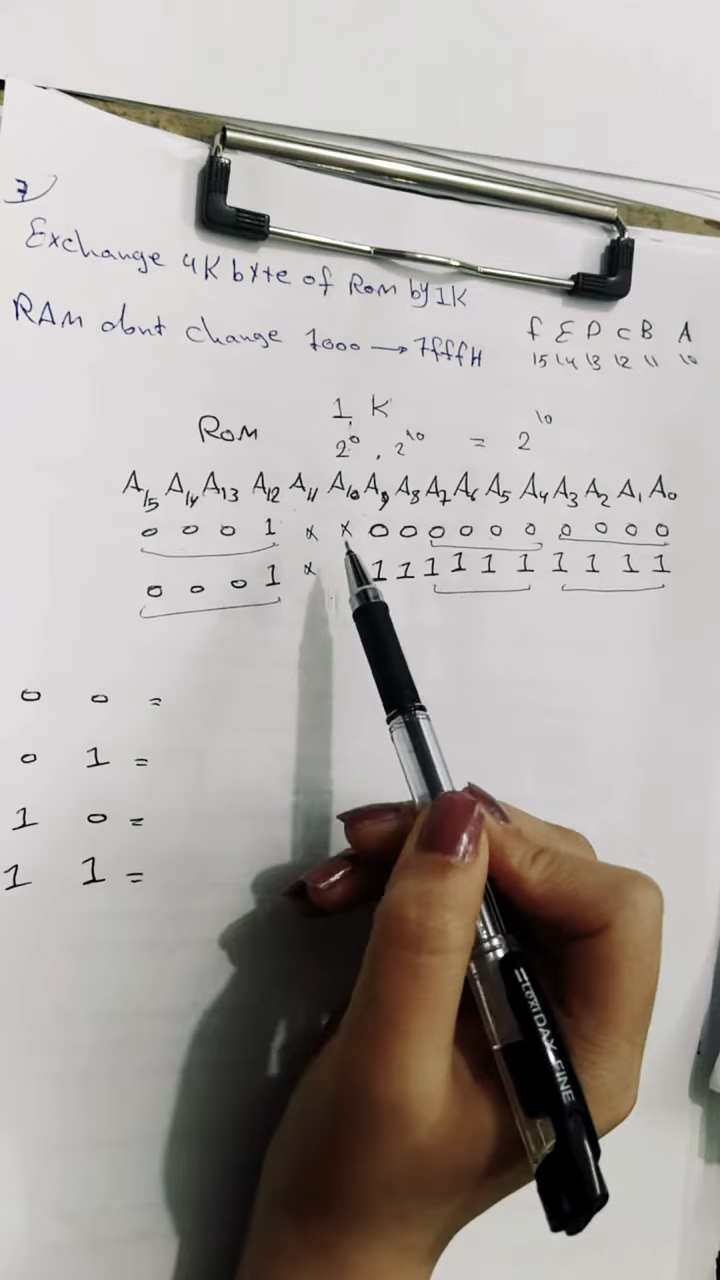 7)
Exchange 4K byte of Rom by 1K
RAM dont change 7000 → 7fffH
f E D C B A
15 14 13 12 11 10
1 K
Rom
2⁰ , 2¹⁰ = 2¹⁰
A15 A14 A13 A12 A11 A10 A9 A8 A7 A6 A5 A4 A3 A2 A1 A0
0 0 0 1 x x 0 0 0 0 0 0 0 0 0 0
0 0 0 1 x 1 1 1 1 1 1 1 1 1 1
0 0 =
0 1 =
1 0 =
1 1 =
LexiDAX-FINE